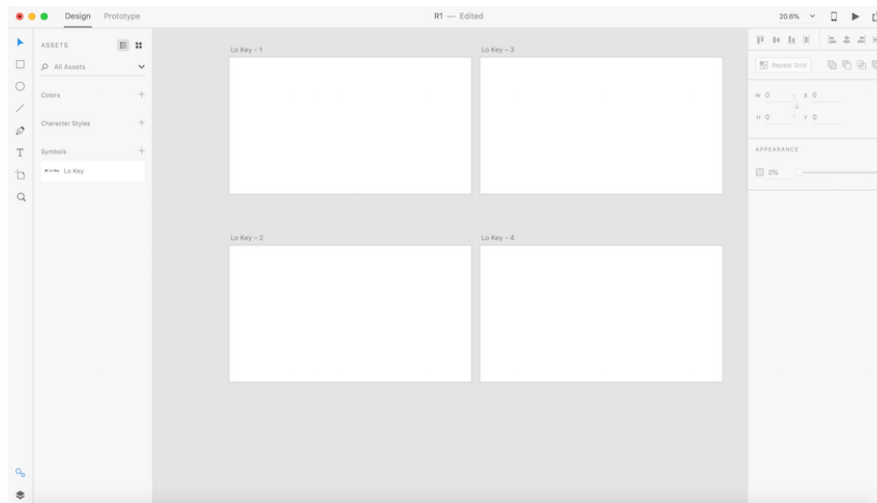 Design Prototype R1 — Edited 20.6%
ASSETS
All Assets
Colors
Character Styles
Symbols
Lo Key
Lo Key – 1
Lo Key – 3
Lo Key – 2
Lo Key – 4
Repeat Grid
W 0 X 0
H 0 Y 0
APPEARANCE
0%